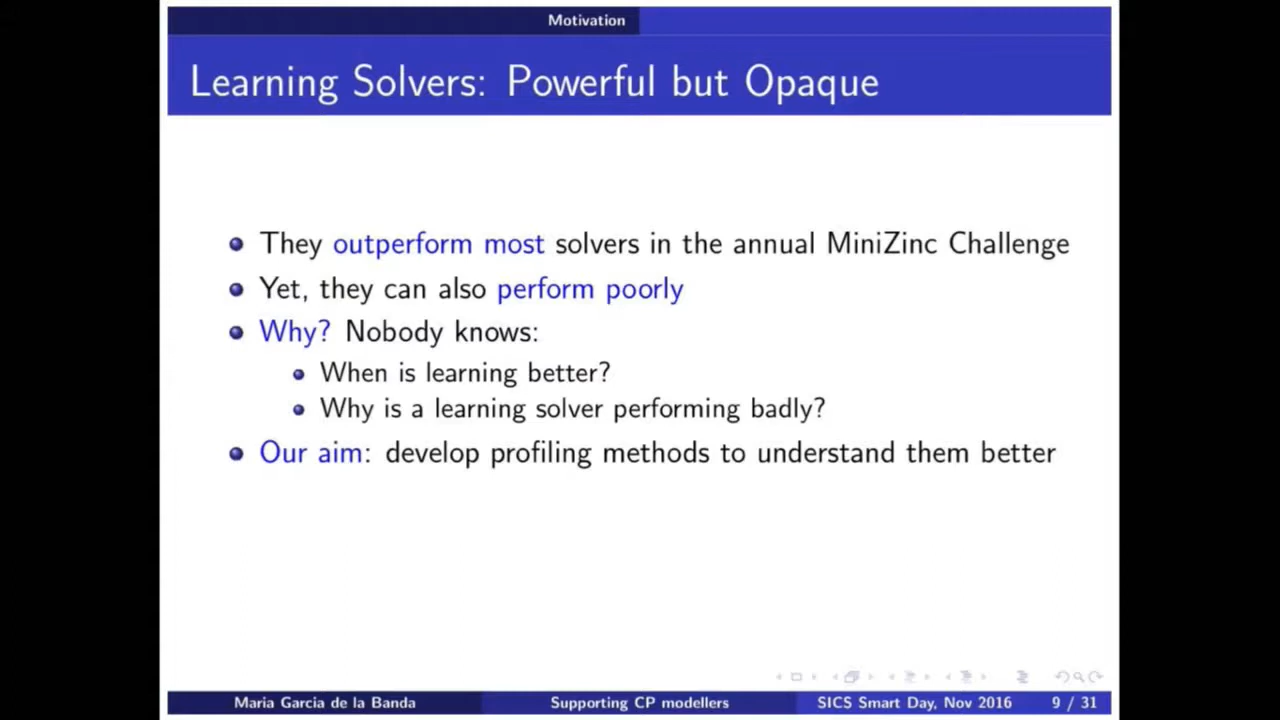 Motivation
Learning Solvers: Powerful but Opaque
They outperform most solvers in the annual MiniZinc Challenge
Yet, they can also perform poorly
Why? Nobody knows:
When is learning better?
Why is a learning solver performing badly?
Our aim: develop profiling methods to understand them better
Maria Garcia de la Banda Supporting CP modellers SICS Smart Day, Nov 2016 9 / 31